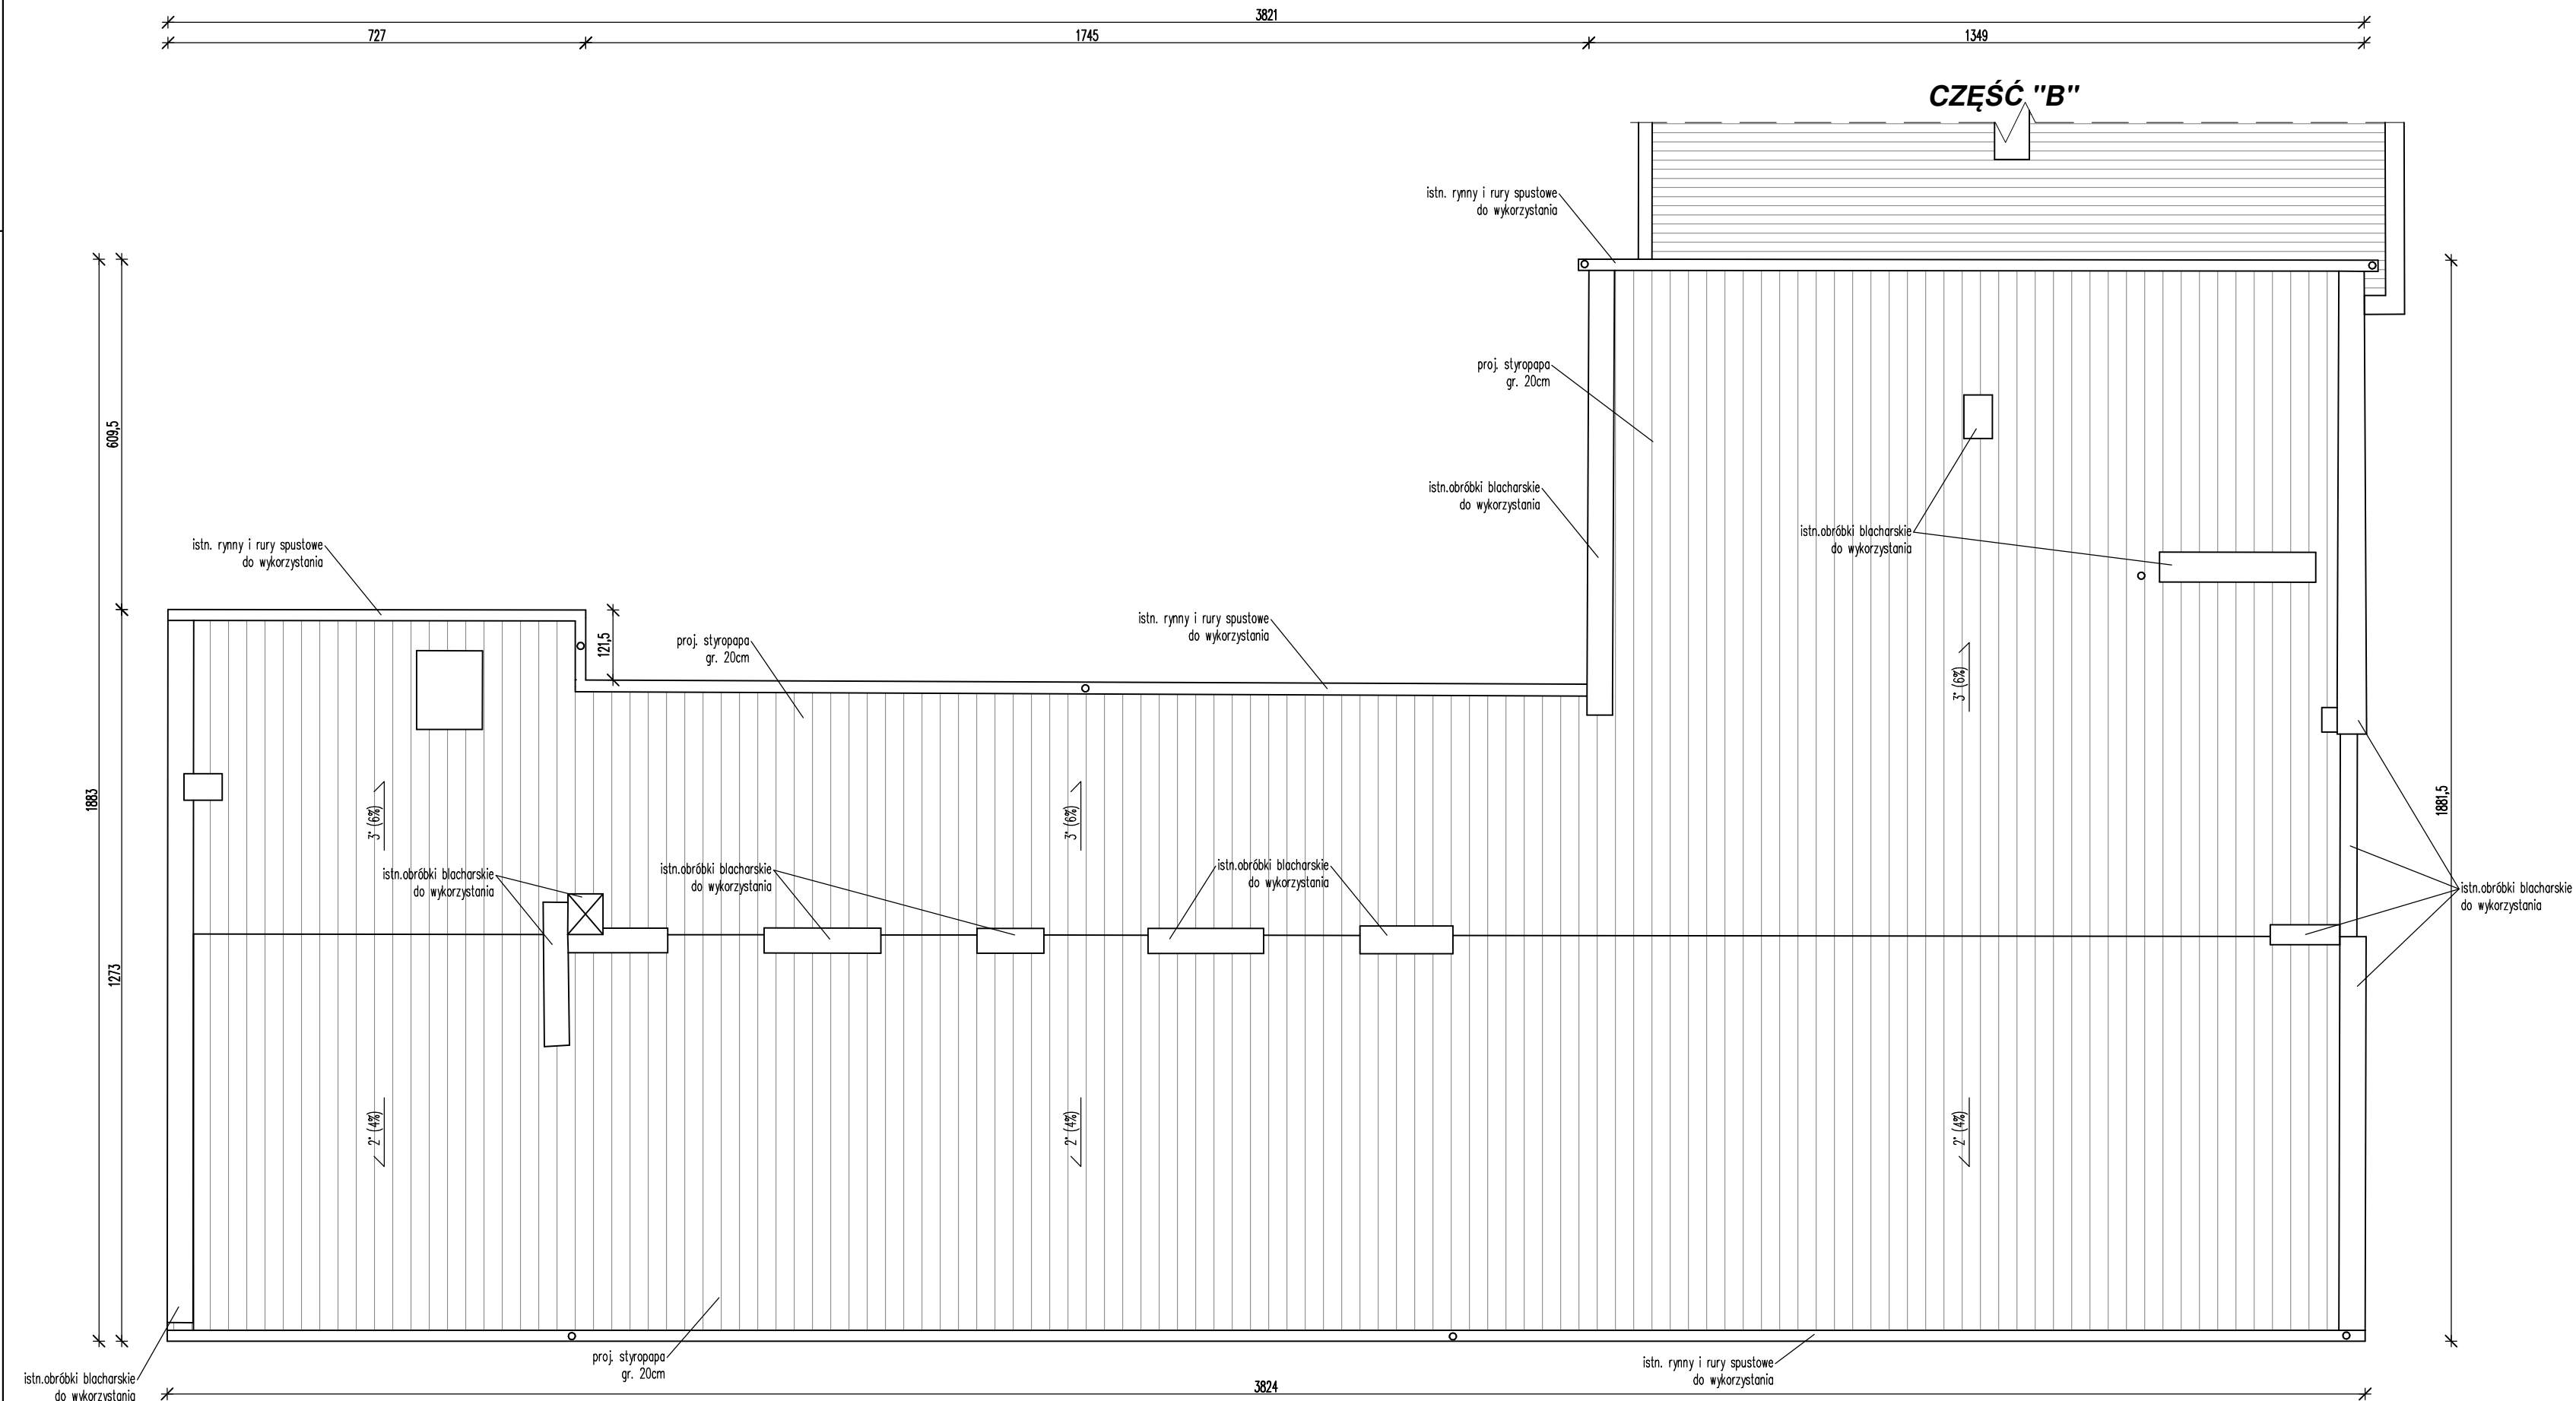 3821
727
1745
1349
CZĘŚĆ "B"
istn. rynny i rury spustowe
do wykorzystania
proj. styropapa
gr. 20cm
609,5
istn.obróbki blacharskie
do wykorzystania
istn.obróbki blacharskie
do wykorzystania
istn. rynny i rury spustowe
do wykorzystania
121,5
proj. styropapa
gr. 20cm
istn. rynny i rury spustowe
do wykorzystania
3° (6%)
1883
3° (6%)
3° (6%)
1881,5
istn.obróbki blacharskie
do wykorzystania
istn.obróbki blacharskie
do wykorzystania
istn.obróbki blacharskie
do wykorzystania
istn.obróbki blacharskie
do wykorzystania
1273
2° (4%)
2° (4%)
2° (4%)
proj. styropapa
gr. 20cm
istn. rynny i rury spustowe
do wykorzystania
istn.obróbki blacharskie
do wykorzystania
3824